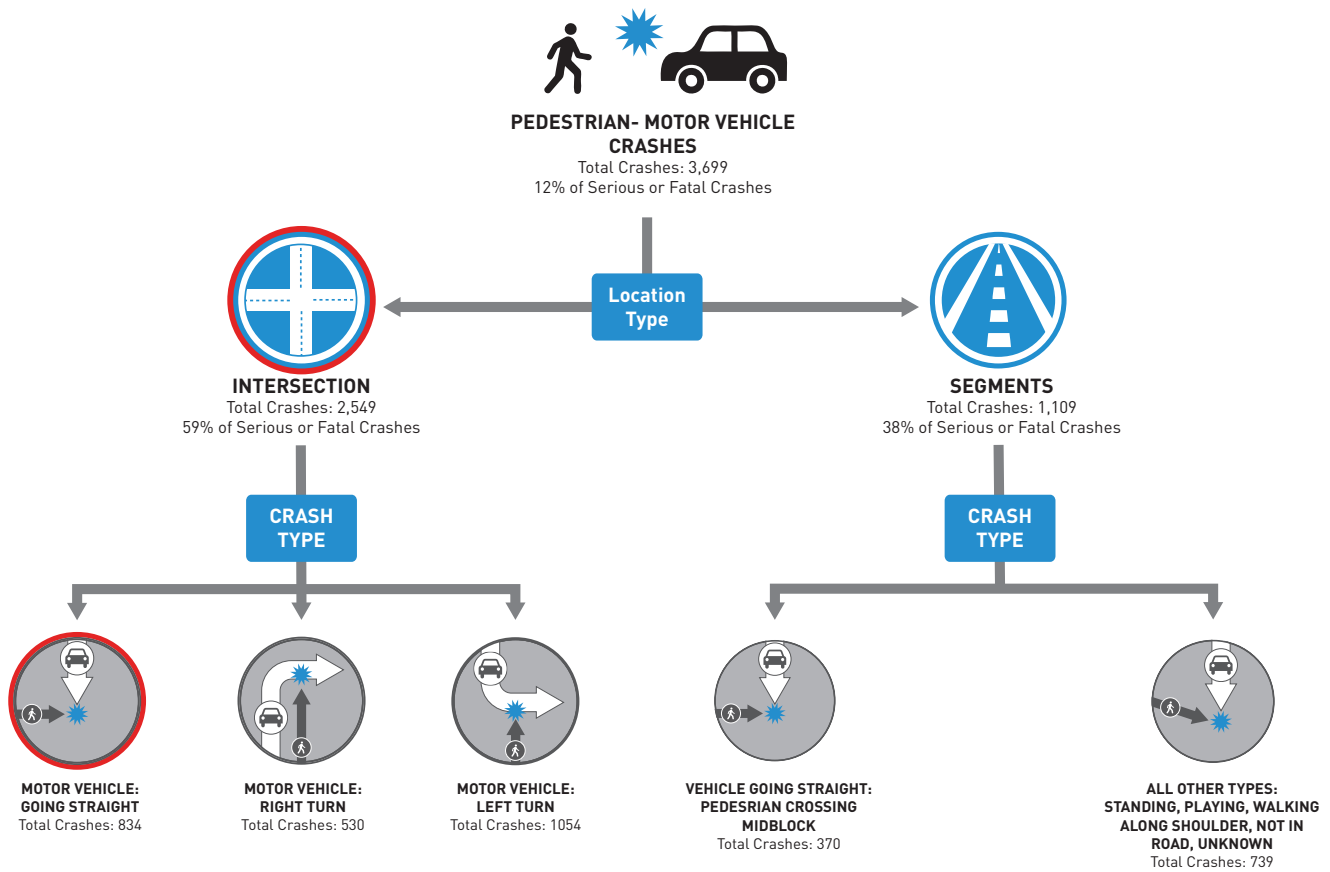 PEDESTRIAN- MOTOR VEHICLE
CRASHES
Total Crashes: 3,699
12% of Serious or Fatal Crashes
Location
Type
INTERSECTION
Total Crashes: 2,549
59% of Serious or Fatal Crashes
SEGMENTS
Total Crashes: 1,109
38% of Serious or Fatal Crashes
CRASH
TYPE
CRASH
TYPE
MOTOR VEHICLE:
GOING STRAIGHT
Total Crashes: 834
MOTOR VEHICLE:
RIGHT TURN
Total Crashes: 530
MOTOR VEHICLE:
LEFT TURN
Total Crashes: 1054
VEHICLE GOING STRAIGHT:
PEDESRIAN CROSSING
MIDBLOCK
Total Crashes: 370
ALL OTHER TYPES:
STANDING, PLAYING, WALKING
ALONG SHOULDER, NOT IN
ROAD, UNKNOWN
Total Crashes: 739